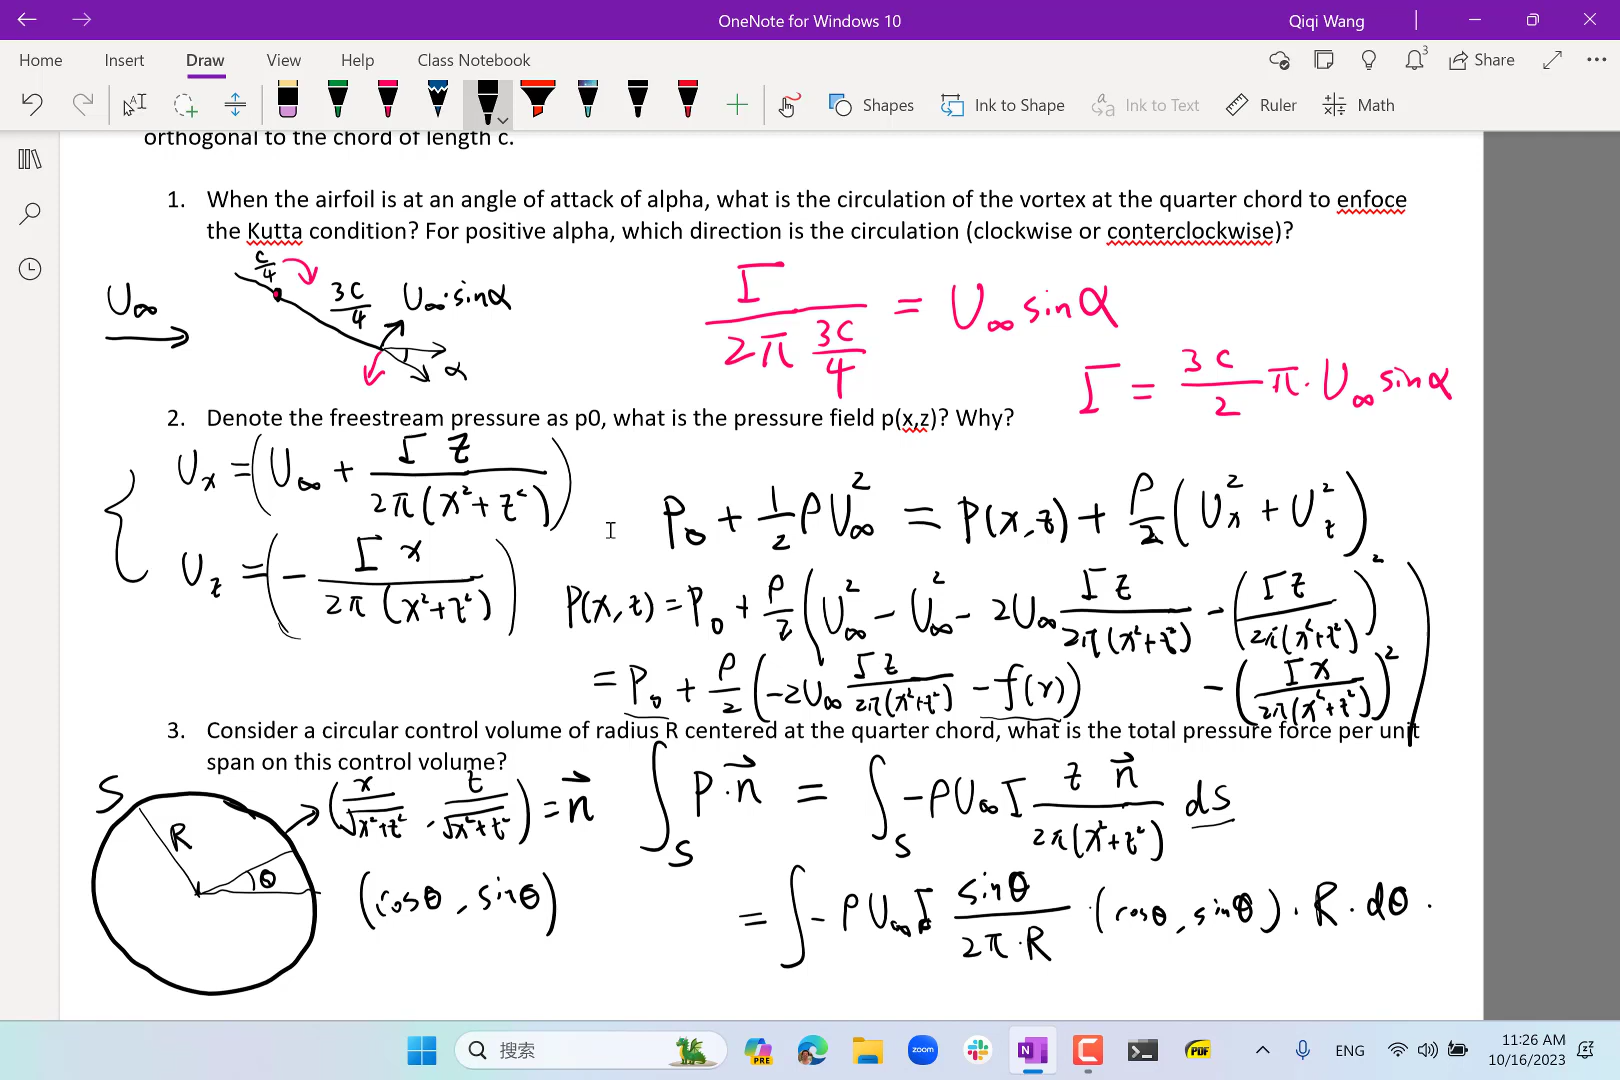 OneNote for Windows 10
Qiqi Wang
Home Insert Draw View Help Class Notebook
3
Share
Shapes Ink to Shape Ink to Text Ruler Math
orthogonal to the chord of length c.
1. When the airfoil is at an angle of attack of alpha, what is the circulation of the vortex at the quarter chord to enfoce
the Kutta condition? For positive alpha, which direction is the circulation (clockwise or conterclockwise)?
U∞
c/4
3c/4
U∞·sinα
α
Γ/(2π 3c/4) = U∞ sinα
Γ = 3c/2 π·U∞ sinα
2. Denote the freestream pressure as p0, what is the pressure field p(x,z)? Why?
Ux = (U∞ + Γz/(2π(x²+z²)))
Uz = (- Γx/(2π(x²+z²)))
P0 + 1/2 ρU∞² = P(x,z) + ρ/2 (Ux² + Uz²)
P(x,z) = P0 + ρ/2 (U∞² - U∞² - 2U∞ Γz/(2π(x²+z²)) - (Γz/(2π(x²+z²)))² - (Γx/(2π(x²+z²)))²)
= P0 + ρ/2 (-2U∞ Γz/(2π(x²+z²)) - f(r))
3. Consider a circular control volume of radius R centered at the quarter chord, what is the total pressure force per unit
span on this control volume?
S
R
θ
(x/√(x²+z²), z/√(x²+z²)) = n⃗
(cosθ, sinθ)
∫S P·n⃗ = ∫S -ρU∞Γ z n⃗/(2π(x²+z²)) ds
= ∫ -ρU∞Γ sinθ/(2π·R) · (cosθ, sinθ) · R · dθ .
搜索
PRE
zoom
N
PDF
ENG
11:26 AM
10/16/2023